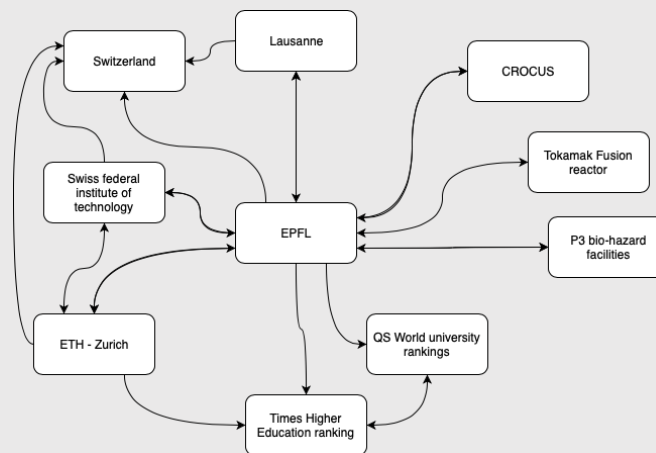 Lausanne
Switzerland
CROCUS
Tokamak Fusion
reactor
Swiss federal
institute of
technology
EPFL
P3 bio-hazard
facilities
ETH - Zurich
QS World university
rankings
Times Higher
Education ranking